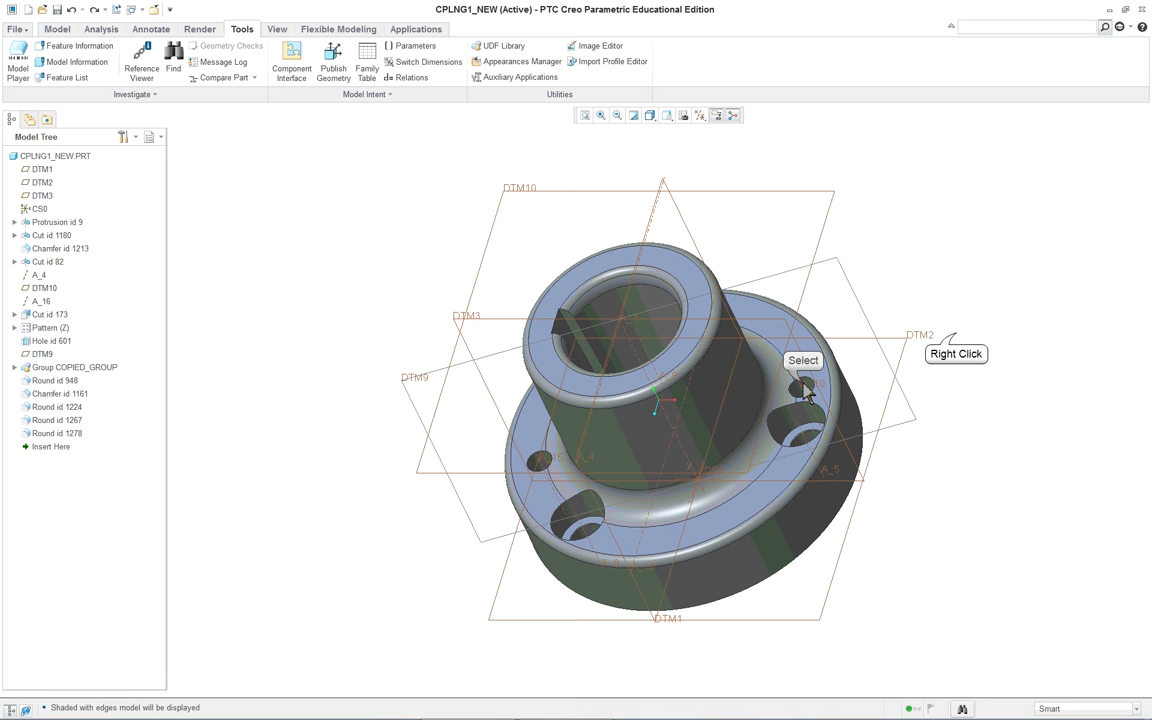 CPLNG1_NEW (Active) - PTC Creo Parametric Educational Edition
File
Model
Analysis
Annotate
Render
Tools
View
Flexible Modeling
Applications
Model Player
Feature Information
Model Information
Feature List
Reference Viewer
Find
Geometry Checks
Message Log
Compare Part
Investigate
Component Interface
Publish Geometry
Family Table
Parameters
Switch Dimensions
d= Relations
Model Intent
UDF Library
Appearances Manager
Auxiliary Applications
Image Editor
Import Profile Editor
Utilities
Model Tree
CPLNG1_NEW.PRT
DTM1
DTM2
DTM3
CS0
Protrusion id 9
Cut id 1180
Chamfer id 1213
Cut id 82
A_4
DTM10
A_16
Cut id 173
Pattern (Z)
Hole id 601
DTM9
Group COPIED_GROUP
Round id 948
Chamfer id 1161
Round id 1224
Round id 1267
Round id 1278
Insert Here
DTM10
DTM3
DTM2
Right Click
Select
DTM9
A_4
A_5
DTM1
Shaded with edges model will be displayed
Smart